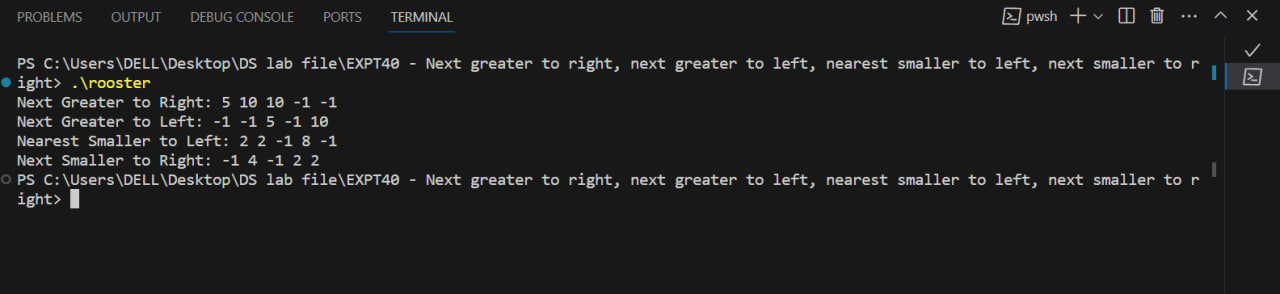 PROBLEMS OUTPUT DEBUG CONSOLE PORTS TERMINAL pwsh
PS C:\Users\DELL\Desktop\DS lab file\EXPT40 - Next greater to right, next greater to left, nearest smaller to left, next smaller to r
ight> .\rooster
Next Greater to Right: 5 10 10 -1 -1
Next Greater to Left: -1 -1 5 -1 10
Nearest Smaller to Left: 2 2 -1 8 -1
Next Smaller to Right: -1 4 -1 2 2
PS C:\Users\DELL\Desktop\DS lab file\EXPT40 - Next greater to right, next greater to left, nearest smaller to left, next smaller to r
ight>